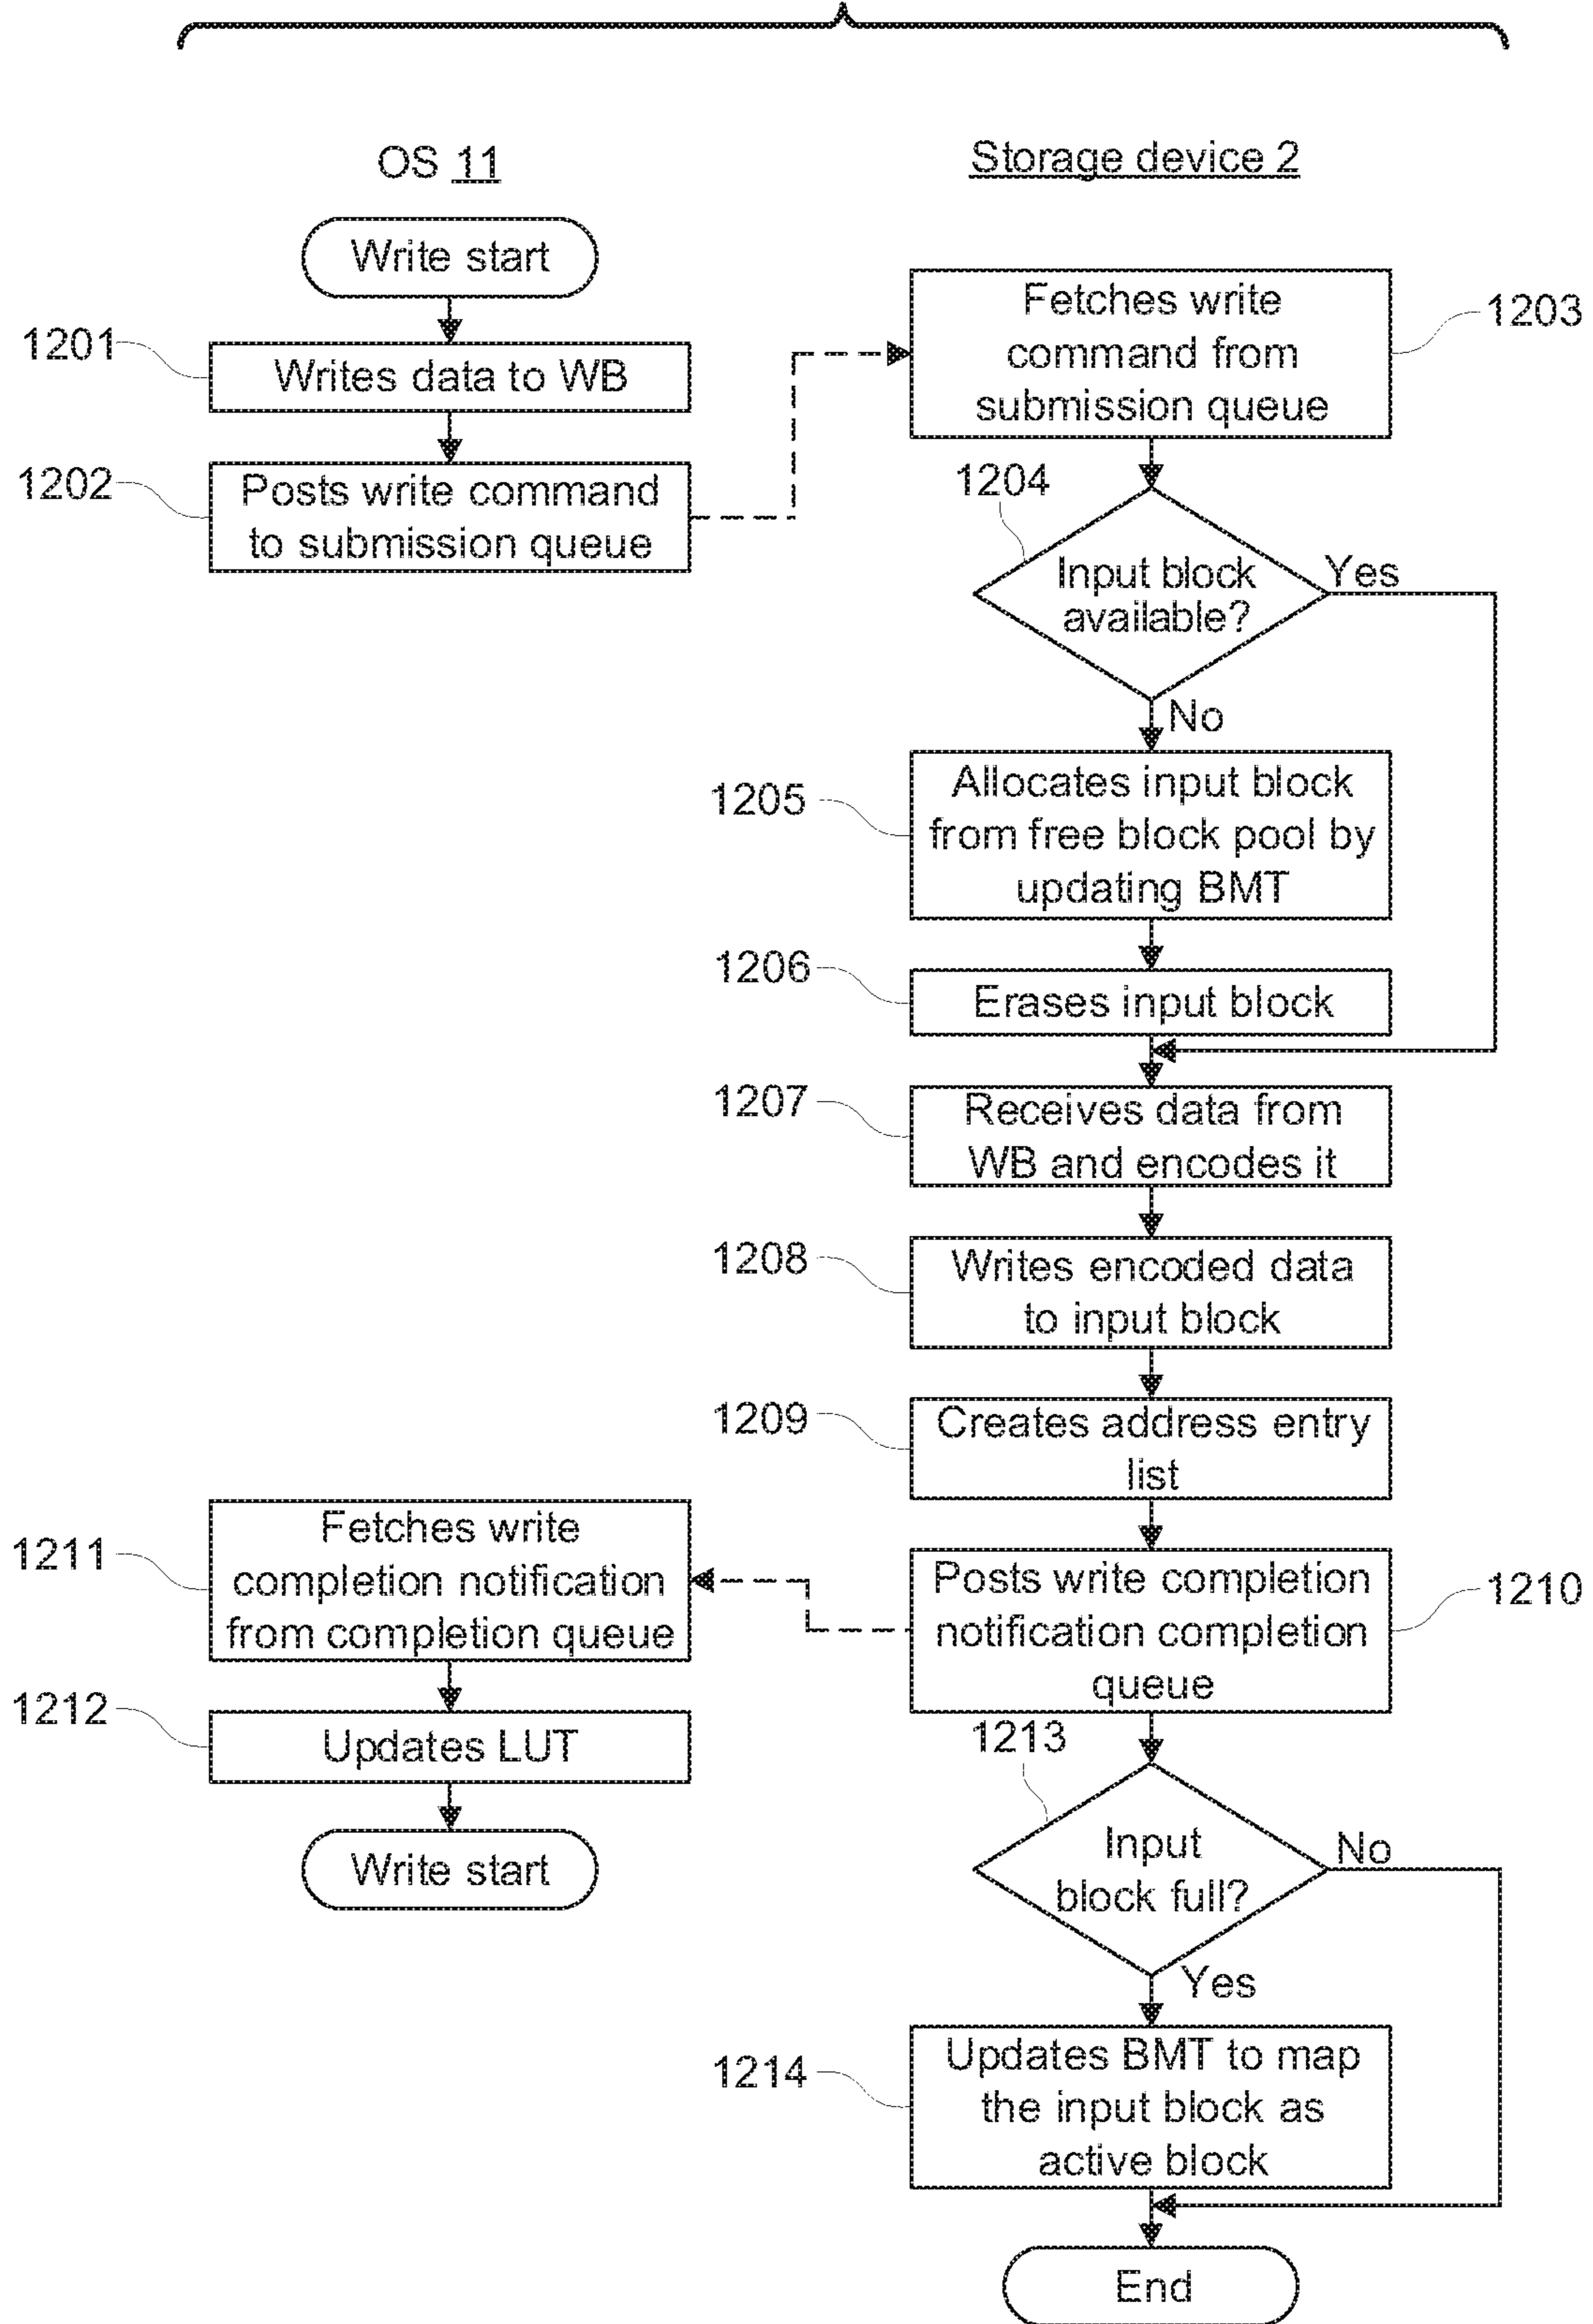 OS 11
Storage device 2
Write start
1201
Writes data to WB
1202
Posts write command
to submission queue
Fetches write
command from
submission queue
1203
1204
Input block
available?
Yes
No
1205
Allocates input block
from free block pool by
updating BMT
1206
Erases input block
1207
Receives data from
WB and encodes it
1208
Writes encoded data
to input block
1209
Creates address entry
list
1210
Posts write completion
notification completion
queue
1211
Fetches write
completion notification
from completion queue
1212
Updates LUT
Write start
1213
Input
block full?
No
Yes
1214
Updates BMT to map
the input block as
active block
End